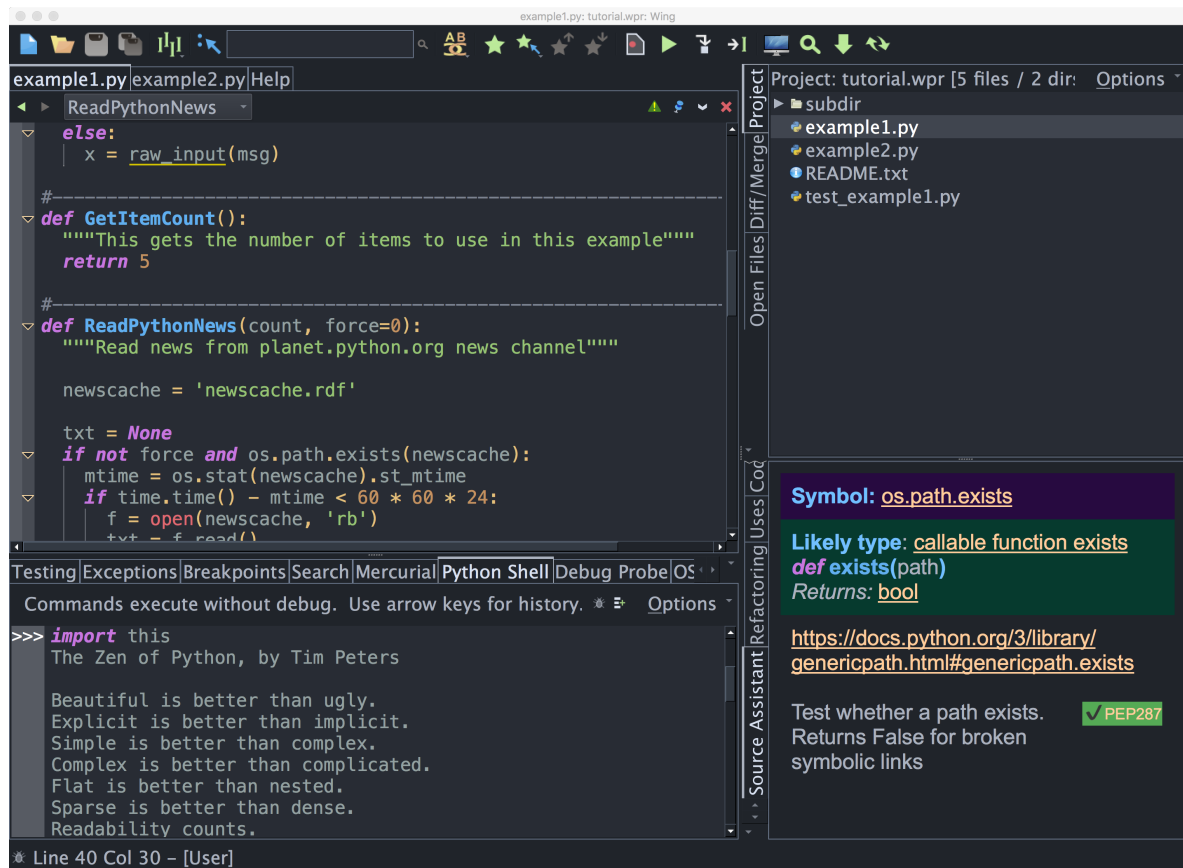 example1.py: tutorial.wpr: Wing
AB
example1.py example2.py Help
ReadPythonNews
else:
x = raw_input(msg)
#--------------------------------------------------------------
def GetItemCount():
"""This gets the number of items to use in this example"""
return 5
#--------------------------------------------------------------
def ReadPythonNews(count, force=0):
"""Read news from planet.python.org news channel"""
newscache = 'newscache.rdf'
txt = None
if not force and os.path.exists(newscache):
mtime = os.stat(newscache).st_mtime
if time.time() - mtime < 60 * 60 * 24:
f = open(newscache, 'rb')
txt = f.read()
Testing Exceptions Breakpoints Search Mercurial Python Shell Debug Probe OS
Commands execute without debug. Use arrow keys for history. Options
>>> import this
The Zen of Python, by Tim Peters
Beautiful is better than ugly.
Explicit is better than implicit.
Simple is better than complex.
Complex is better than complicated.
Flat is better than nested.
Sparse is better than dense.
Readability counts.
Line 40 Col 30 – [User]
Project
Diff/Merge
Open Files
Project: tutorial.wpr [5 files / 2 dir: Options
subdir
example1.py
example2.py
README.txt
test_example1.py
Uses
Refactoring
Source Assistant
Symbol: os.path.exists
Likely type: callable function exists
def exists(path)
Returns: bool
https://docs.python.org/3/library/
genericpath.html#genericpath.exists
Test whether a path exists. ✓PEP287
Returns False for broken
symbolic links